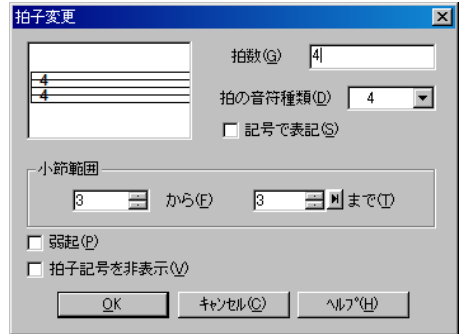 拍子変更
拍数(G) 4
4
4
拍の音符種類(D) 4
記号で表記(S)
小節範囲
3 から(F) 3 まで(T)
弱起(P)
拍子記号を非表示(V)
OK ｷｬﾝｾﾙ(C) ﾍﾙﾌﾟ(H)